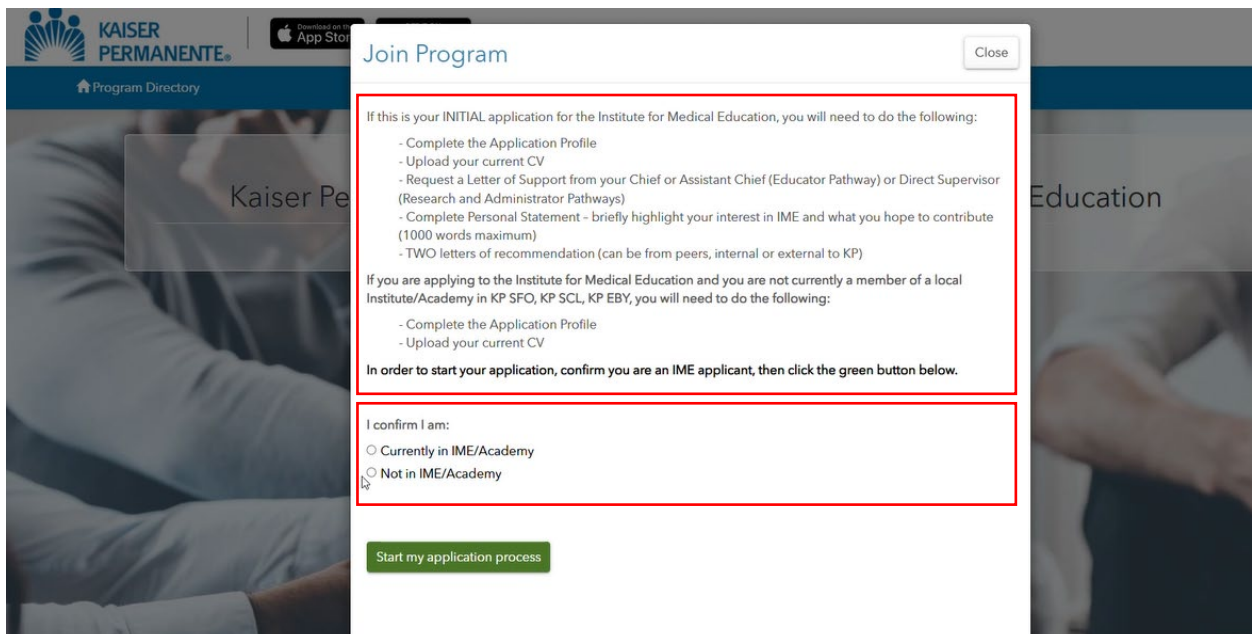 KAISER
PERMANENTE®
Download on the
App Stor
Program Directory
Kaiser Pe
Education
Join Program
Close
If this is your INITIAL application for the Institute for Medical Education, you will need to do the following:
- Complete the Application Profile
- Upload your current CV
- Request a Letter of Support from your Chief or Assistant Chief (Educator Pathway) or Direct Supervisor
(Research and Administrator Pathways)
- Complete Personal Statement – briefly highlight your interest in IME and what you hope to contribute
(1000 words maximum)
- TWO letters of recommendation (can be from peers, internal or external to KP)
If you are applying to the Institute for Medical Education and you are not currently a member of a local
Institute/Academy in KP SFO, KP SCL, KP EBY, you will need to do the following:
- Complete the Application Profile
- Upload your current CV
In order to start your application, confirm you are an IME applicant, then click the green button below.
I confirm I am:
Currently in IME/Academy
Not in IME/Academy
Start my application process